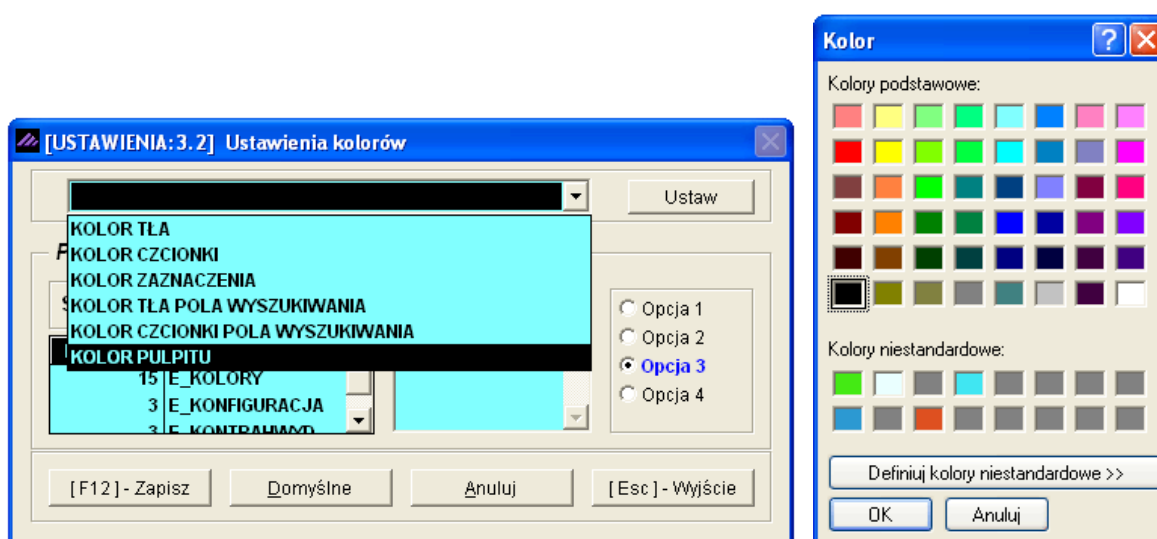 [USTAWIENIA:3.2] Ustawienia kolorów
Ustaw
KOLOR TŁA
KOLOR CZCIONKI
KOLOR ZAZNACZENIA
KOLOR TŁA POLA WYSZUKIWANIA
KOLOR CZCIONKI POLA WYSZUKIWANIA
KOLOR PULPITU
15 E_KOLORY
3 E_KONFIGURACJA
3 E_KONTRAHWYD
Opcja 1
Opcja 2
Opcja 3
Opcja 4
[F12] - Zapisz
Domyślne
Anuluj
[Esc] - Wyjście
Kolor
Kolory podstawowe:
Kolory niestandardowe:
Definiuj kolory niestandardowe >>
OK
Anuluj